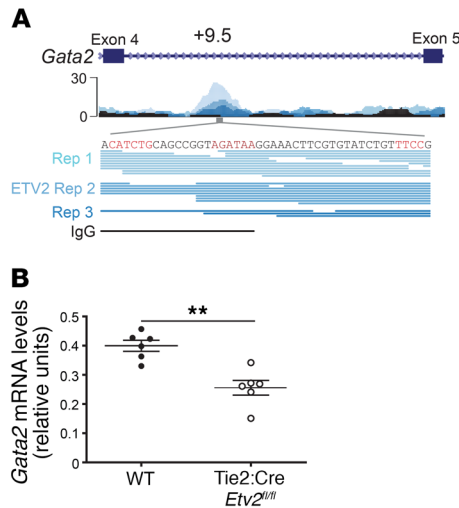 A
Exon 4
+9.5
Exon 5
Gata2
30
0
ACATCTGCAGCCGGTAGATAAGGAAACTTCGTGTATCTGTTTCCG
Rep 1
ETV2 Rep 2
Rep 3
IgG
B
**
Gata2 mRNA levels
(relative units)
0.5
0.4
0.3
0.2
0.1
0
WT
Tie2:Cre
Etv2fl/fl